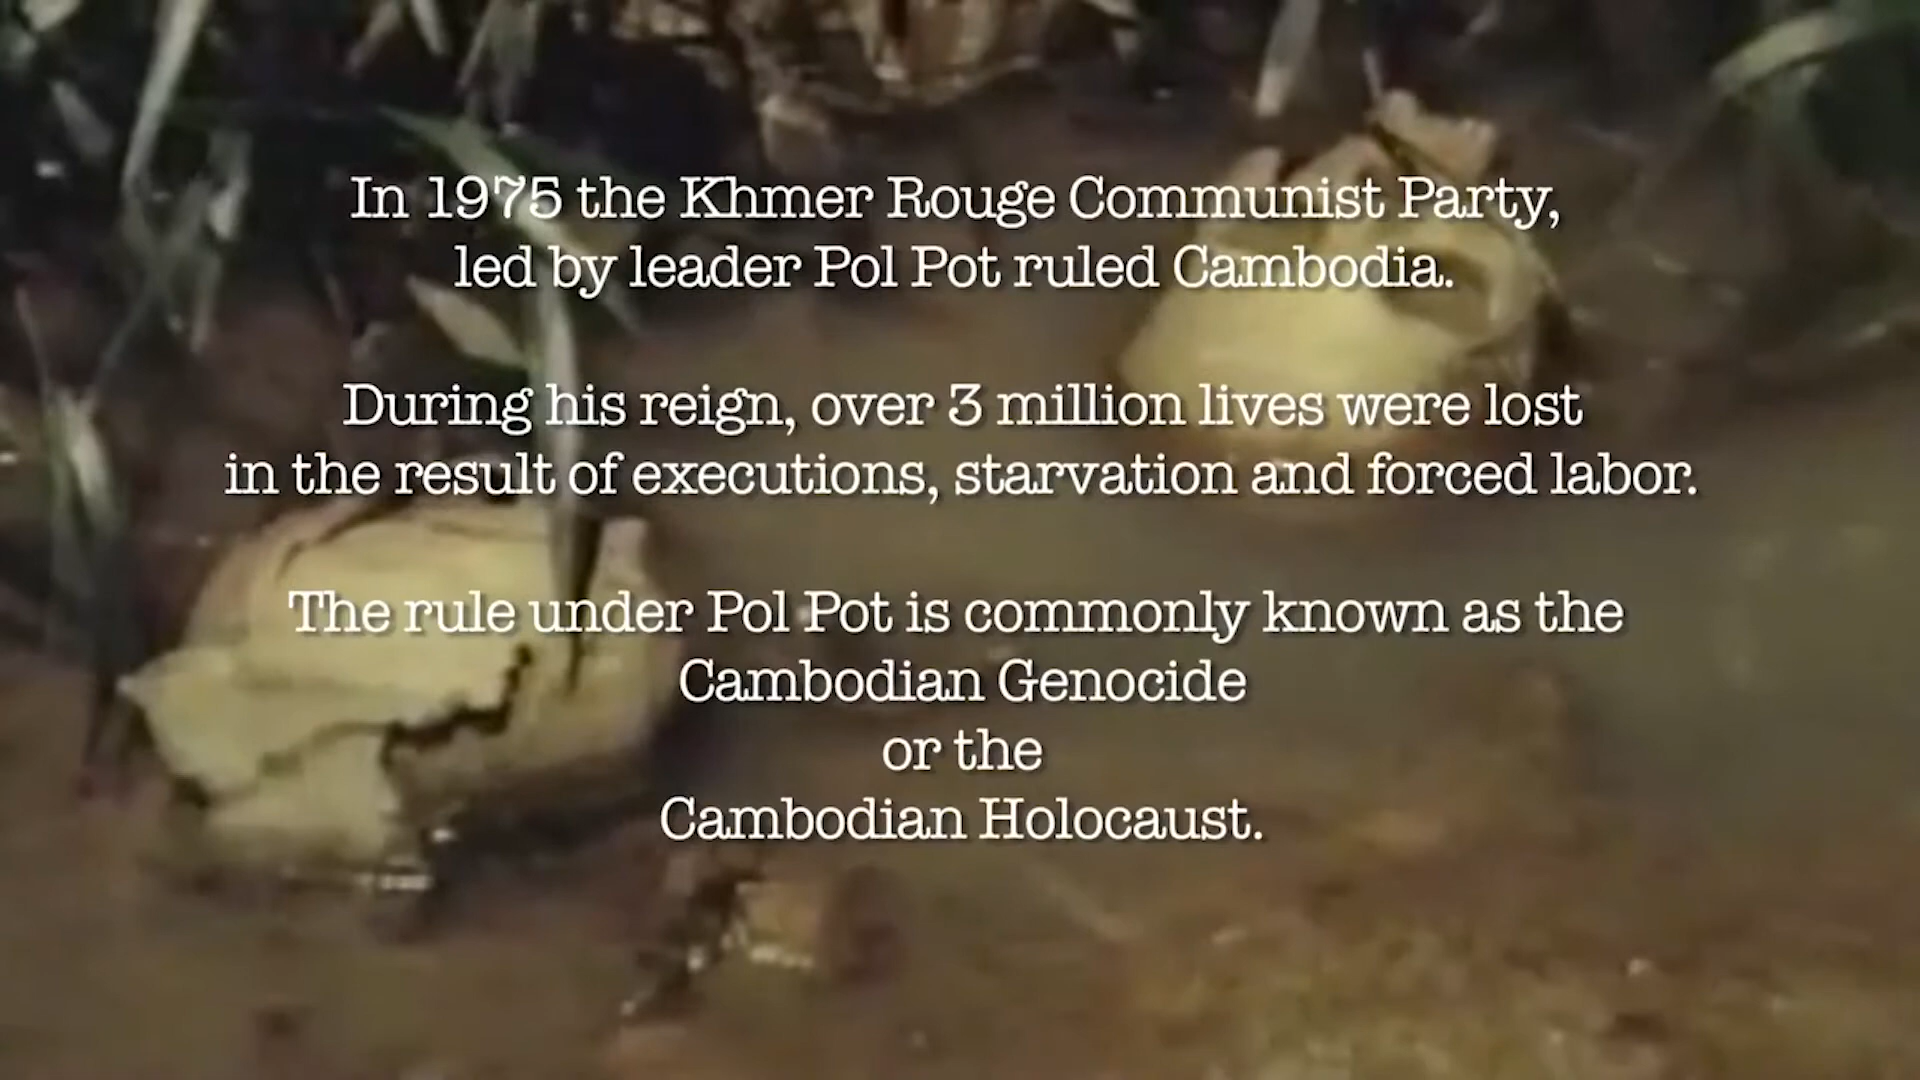 In 1975 the Khmer Rouge Communist Party,
led by leader Pol Pot ruled Cambodia.
During his reign, over 3 million lives were lost
in the result of executions, starvation and forced labor.
The rule under Pol Pot is commonly known as the
Cambodian Genocide
or the
Cambodian Holocaust.